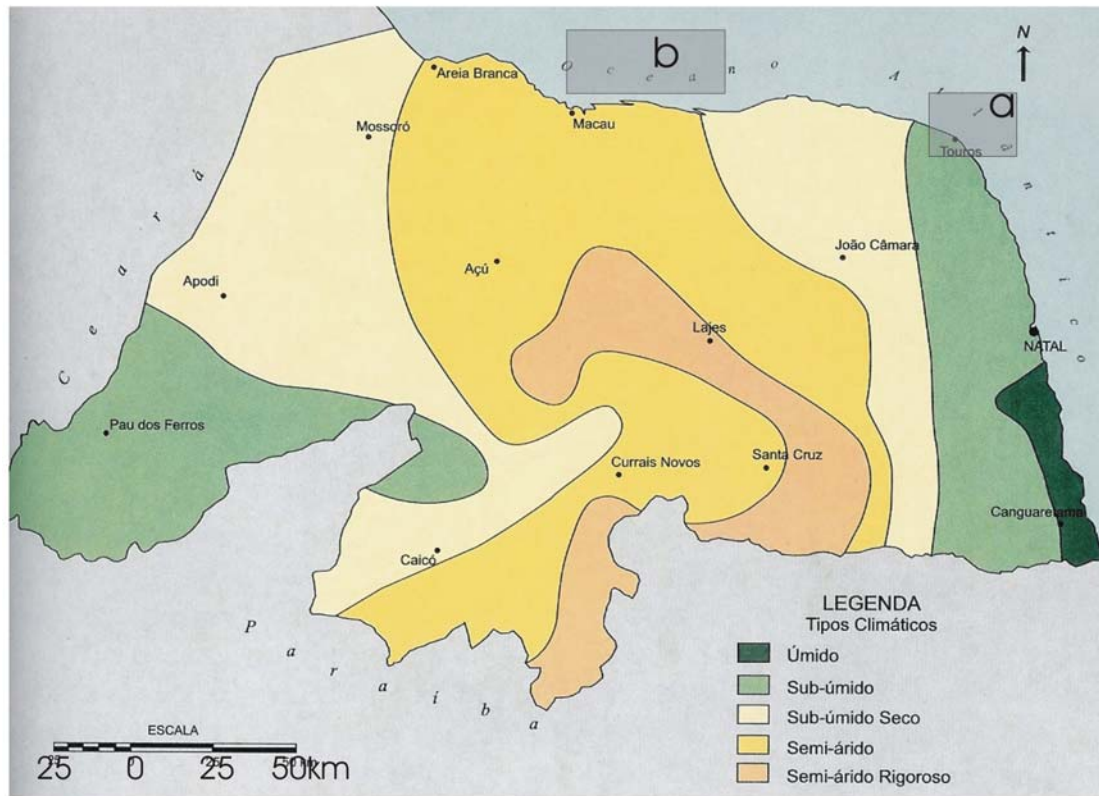 b
N
O c e a n o
A t l â n t i c o
a
Areia Branca
Mossoró
Macau
Touros
C e a r á
João Câmara
Açú
Apodi
Lajes
NATAL
Pau dos Ferros
Currais Novos
Santa Cruz
Canguaretama
Caicó
P a r a í b a
LEGENDA
Tipos Climáticos
Úmido
Sub-úmido
Sub-úmido Seco
Semi-árido
Semi-árido Rigoroso
ESCALA
25 0 25 50km